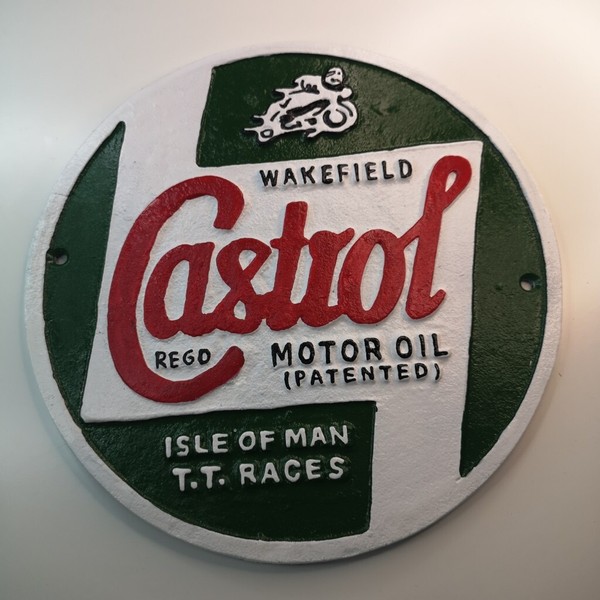 WAKEFIELD
Castrol
REGD
MOTOR OIL
(PATENTED)
ISLE OF MAN
T.T. RACES